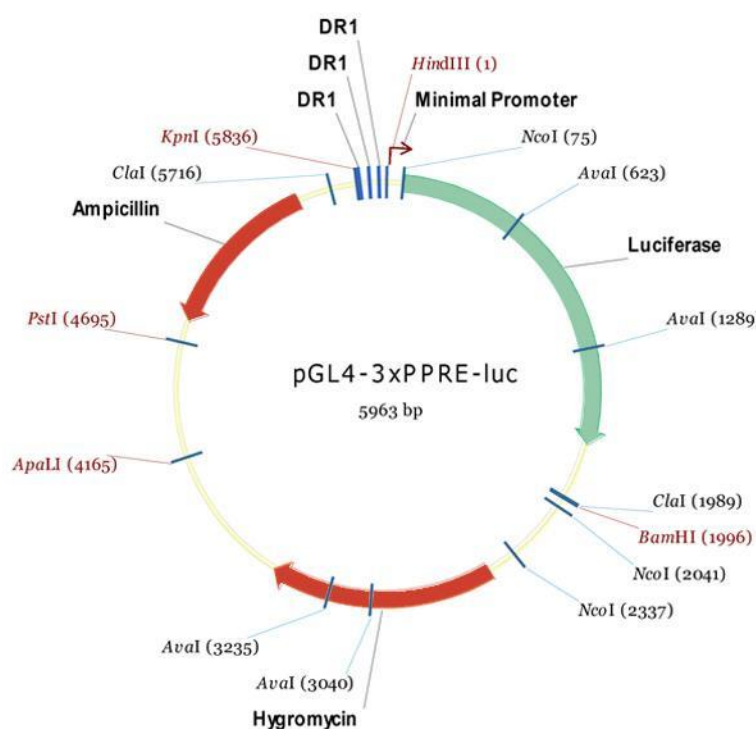 DR1
DR1
DR1
HindIII (1)
Minimal Promoter
KpnI (5836)
NcoI (75)
ClaI (5716)
AvaI (623)
Ampicillin
Luciferase
PstI (4695)
AvaI (1289)
pGL4-3xPPRE-luc
5963 bp
ApaLI (4165)
ClaI (1989)
BamHI (1996)
NcoI (2041)
NcoI (2337)
AvaI (3235)
AvaI (3040)
Hygromycin